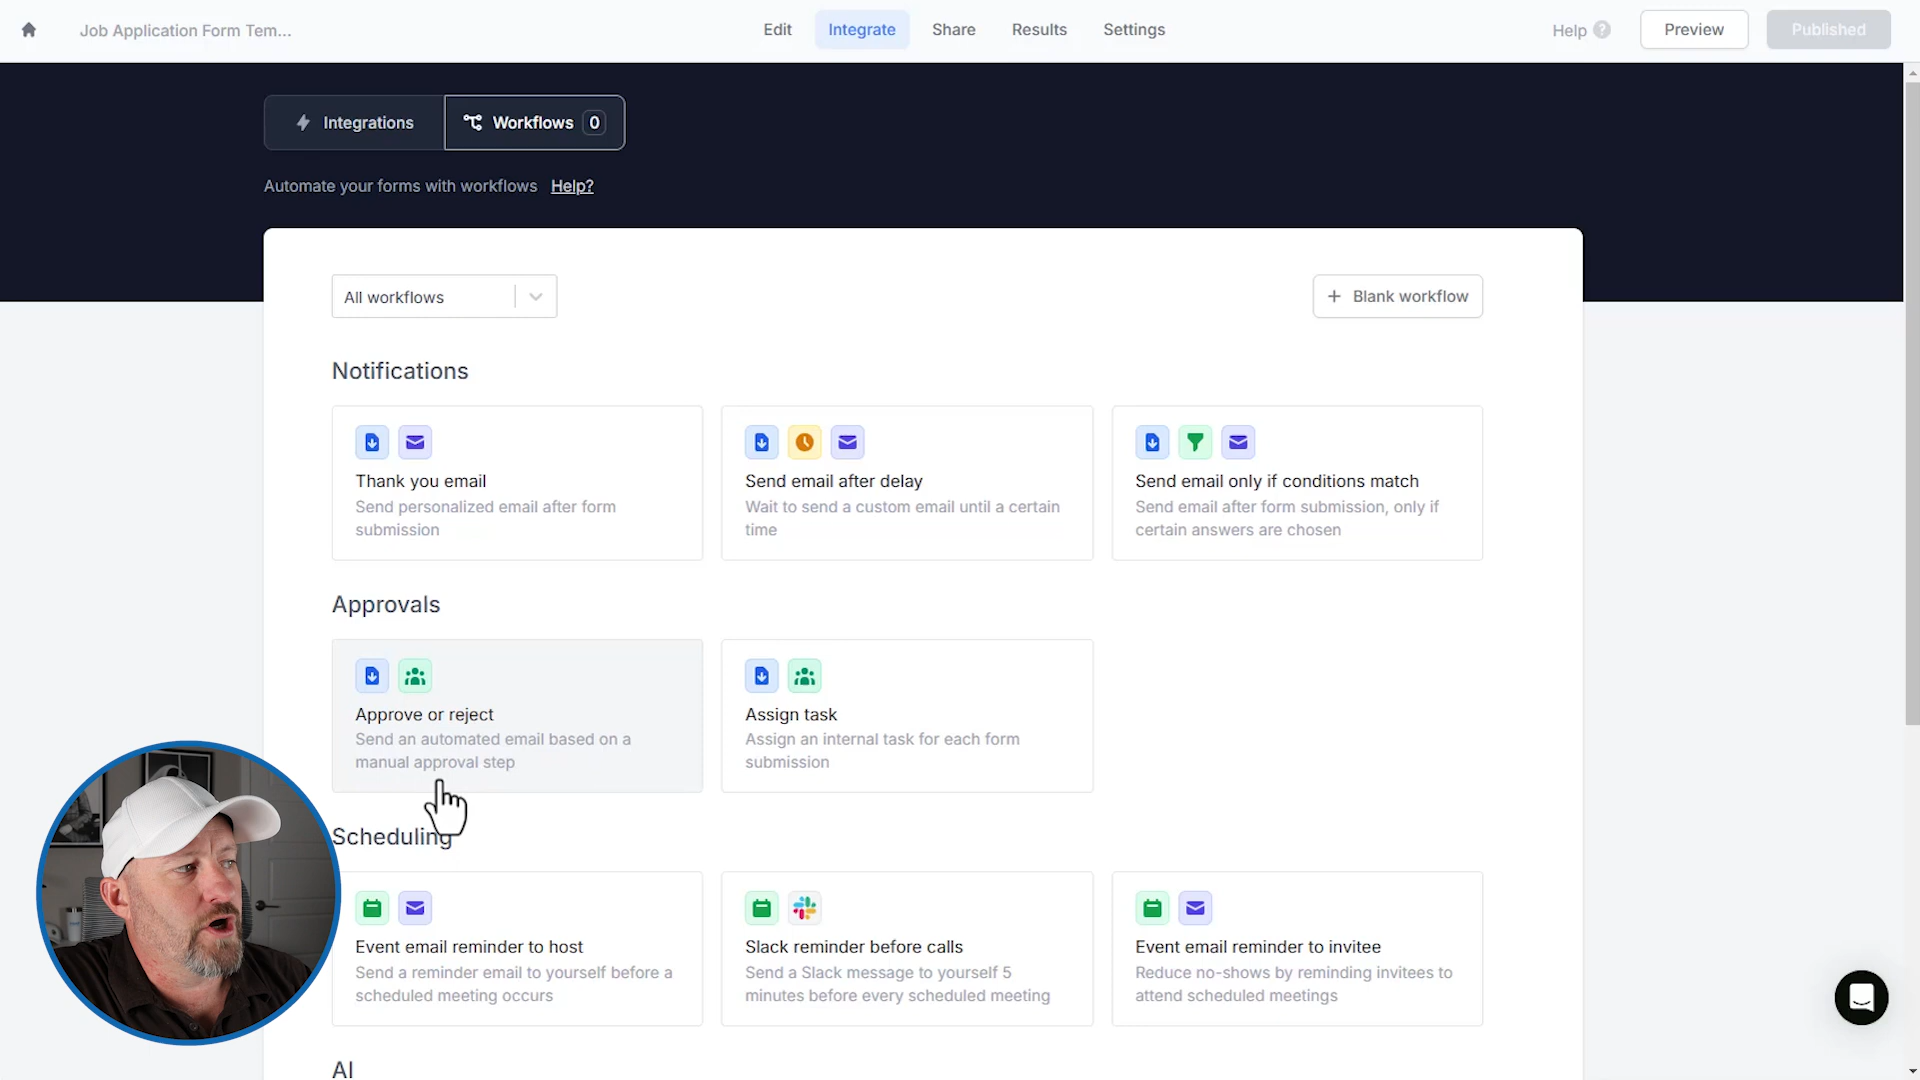 Job Application Form Tem...
Edit
Integrate
Share
Results
Settings
Help ?
Preview
Published
Integrations
Workflows 0
Automate your forms with workflows Help?
All workflows
+ Blank workflow
Notifications
Thank you email
Send personalized email after form
submission
Send email after delay
Wait to send a custom email until a certain
time
Send email only if conditions match
Send email after form submission, only if
certain answers are chosen
Approvals
Approve or reject
Send an automated email based on a
manual approval step
Assign task
Assign an internal task for each form
submission
Scheduling
Event email reminder to host
Send a reminder email to yourself before a
scheduled meeting occurs
Slack reminder before calls
Send a Slack message to yourself 5
minutes before every scheduled meeting
Event email reminder to invitee
Reduce no-shows by reminding invitees to
attend scheduled meetings
AI